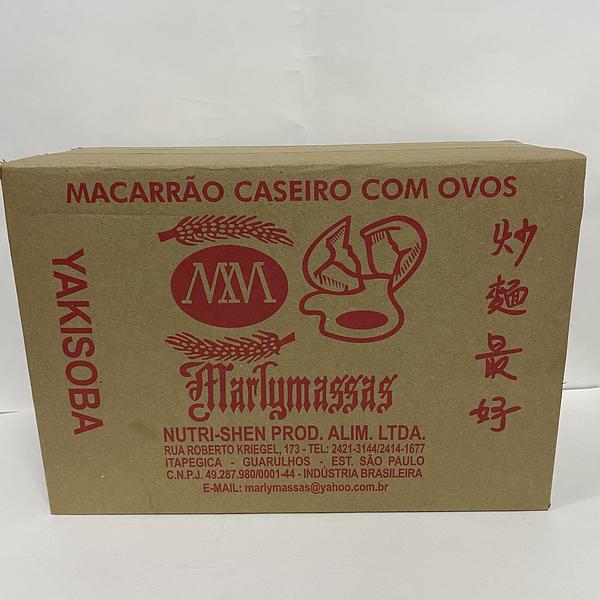 MACARRÃO CASEIRO COM OVOS
YAKISOBA
MM
炒麵最好
Marlymassas
NUTRI-SHEN PROD. ALIM. LTDA.
RUA ROBERTO KRIEGEL, 173 - TEL: 2421-3144/2414-1677
ITAPEGICA - GUARULHOS - EST. SÃO PAULO
C.N.P.J. 49.287.980/0001-44 - INDÚSTRIA BRASILEIRA
E-MAIL: marlymassas@yahoo.com.br